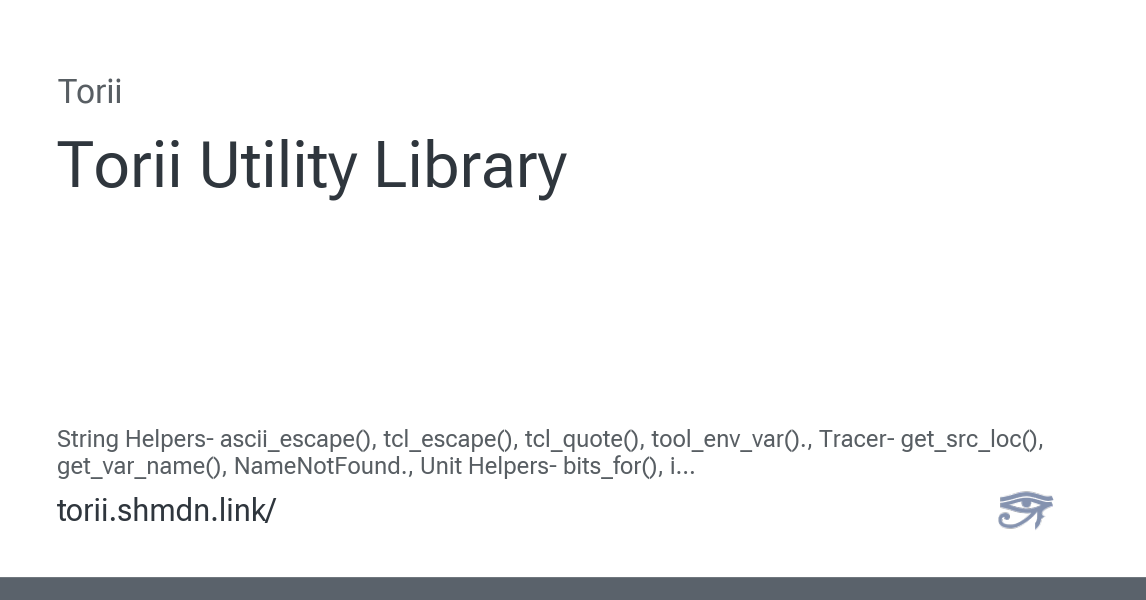 Torii
Torii Utility Library
String Helpers- ascii_escape(), tcl_escape(), tcl_quote(), tool_env_var()., Tracer- get_src_loc(),
get_var_name(), NameNotFound., Unit Helpers- bits_for(), i...
torii.shmdn.link/